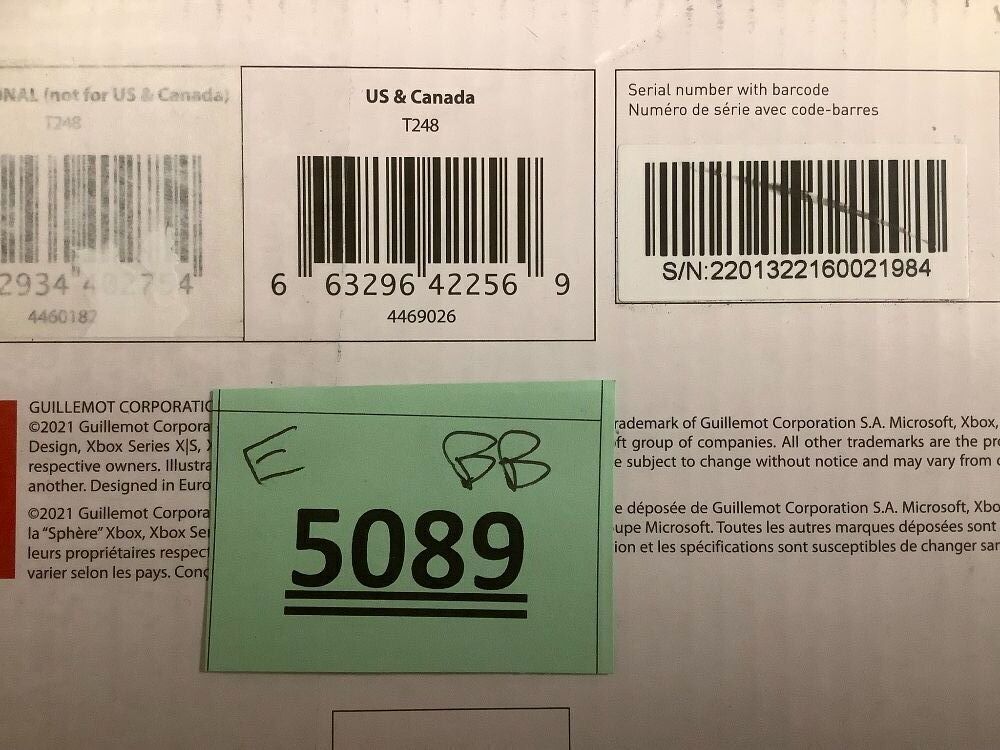 NAL (not for US & Canada)
T248
2934 402754
4460187
US & Canada
T248
6 63296 42256 9
4469026
Serial number with barcode
Numéro de série avec code-barres
S/N:2201322160021984
GUILLEMOT CORPORATIO
©2021 Guillemot Corpora
Design, Xbox Series X|S, X
respective owners. Illustra
another. Designed in Euro
©2021 Guillemot Corpora
la "Sphère" Xbox, Xbox Ser
leurs propriétaires respect
varier selon les pays. Conç
E BB
5089
rademark of Guillemot Corporation S.A. Microsoft, Xbox,
ft group of companies. All other trademarks are the pro
e subject to change without notice and may vary from o
e déposée de Guillemot Corporation S.A. Microsoft, Xbo
upe Microsoft. Toutes les autres marques déposées sont
ion et les spécifications sont susceptibles de changer san